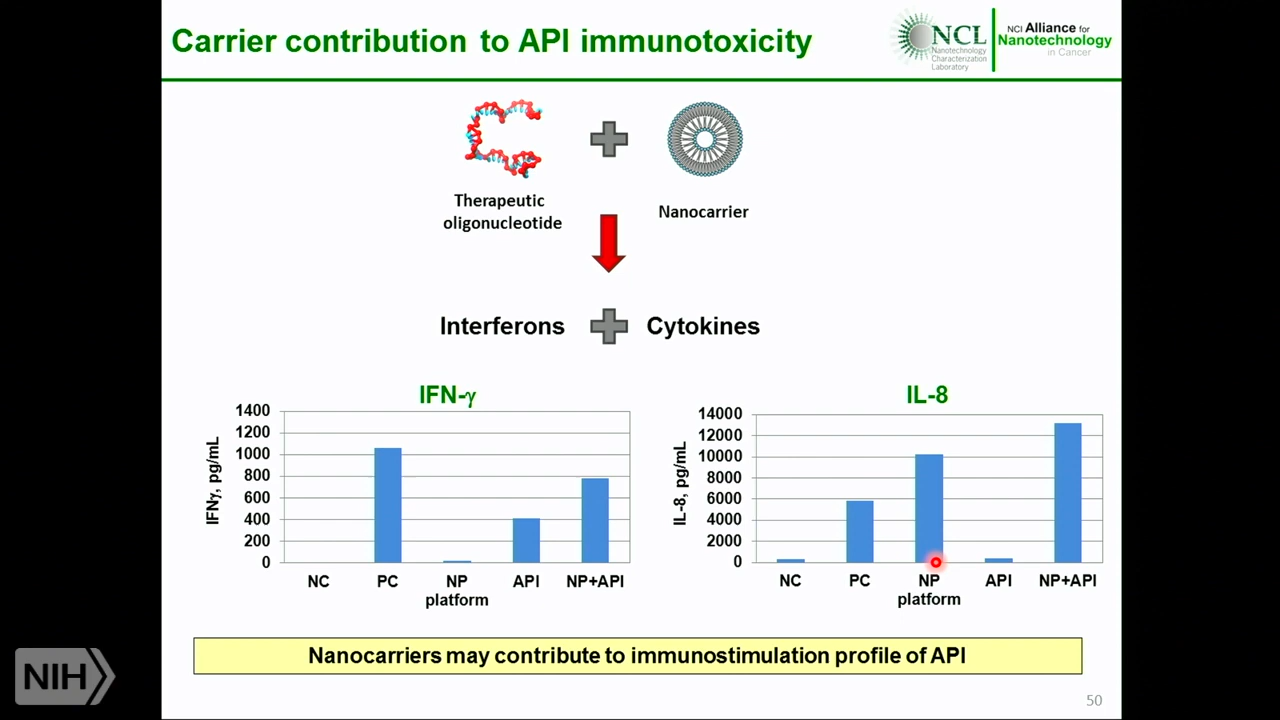 Carrier contribution to API immunotoxicity
NCL
Nanotechnology
Characterization
Laboratory
NCI Alliance for
Nanotechnology
in Cancer
Therapeutic
oligonucleotide
Nanocarrier
Interferons
Cytokines
IFN-γ
1400
1200
1000
800
600
400
200
0
IFNγ, pg/mL
NC
PC
NP
platform
API
NP+API
IL-8
14000
12000
10000
8000
6000
4000
2000
0
IL-8, pg/mL
NC
PC
NP
platform
API
NP+API
Nanocarriers may contribute to immunostimulation profile of API
NIH
50